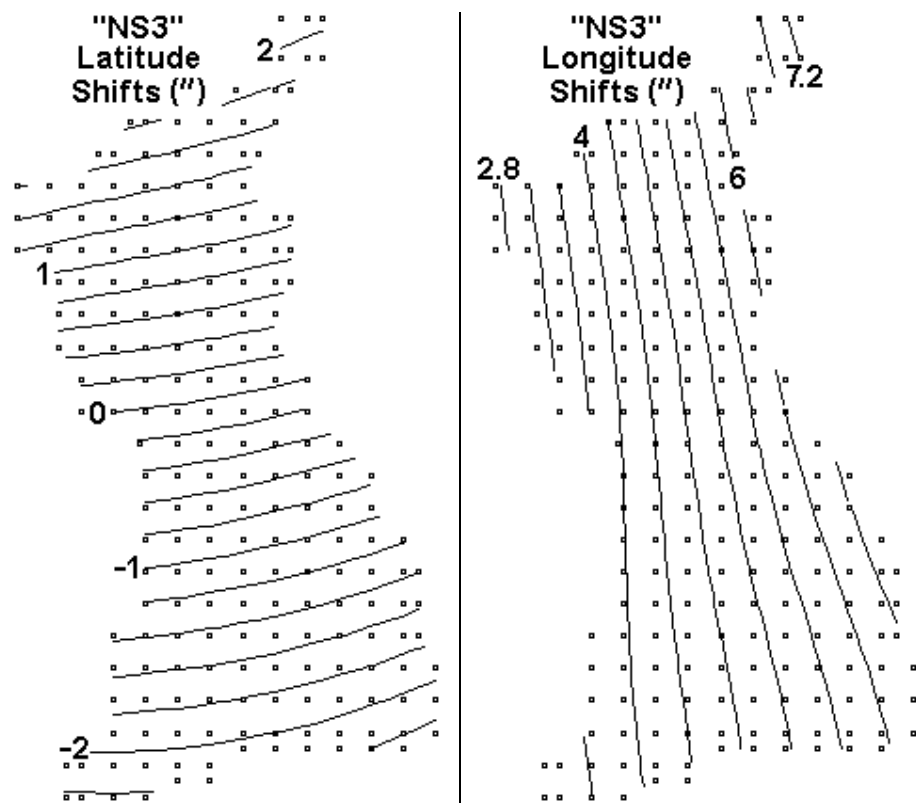 "NS3"
Latitude
Shifts (″)
2
1
0
-1
-2
"NS3"
Longitude
Shifts (″)
7.2
4
2.8
6